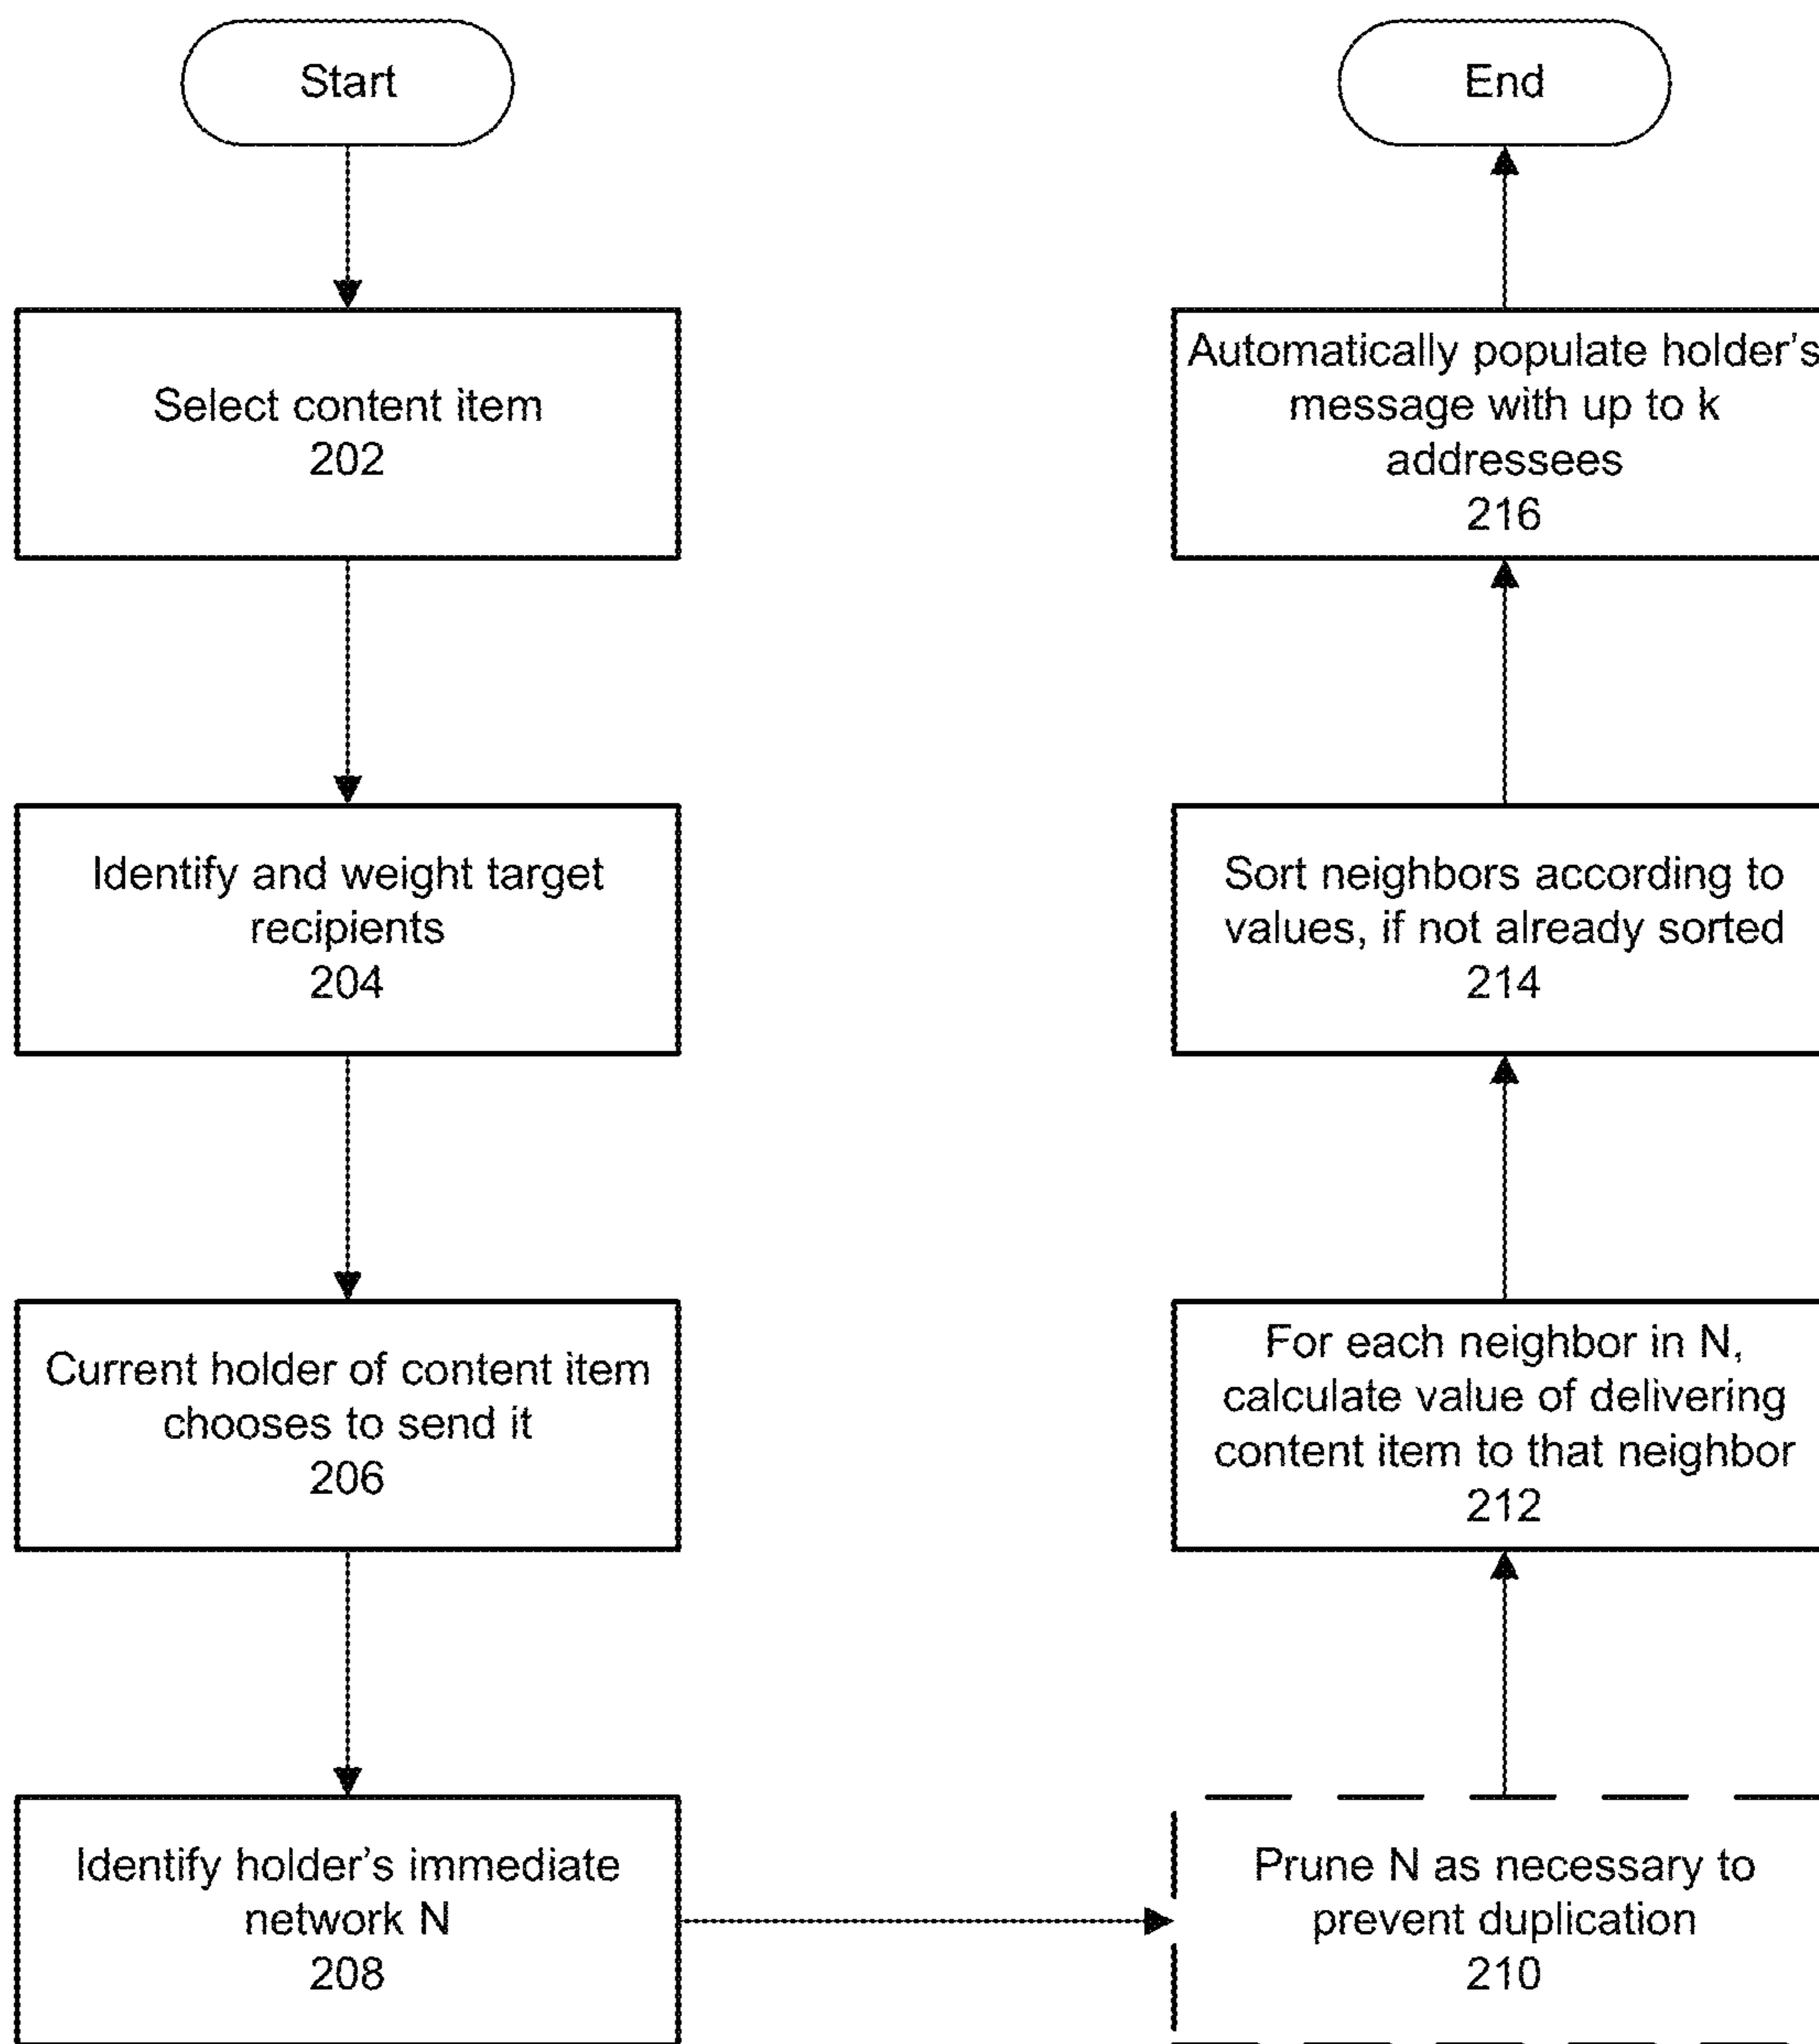 Start
Select content item
202
Identify and weight target
recipients
204
Current holder of content item
chooses to send it
206
Identify holder's immediate
network N
208
Prune N as necessary to
prevent duplication
210
For each neighbor in N,
calculate value of delivering
content item to that neighbor
212
Sort neighbors according to
values, if not already sorted
214
Automatically populate holder's
message with up to k
addressees
216
End